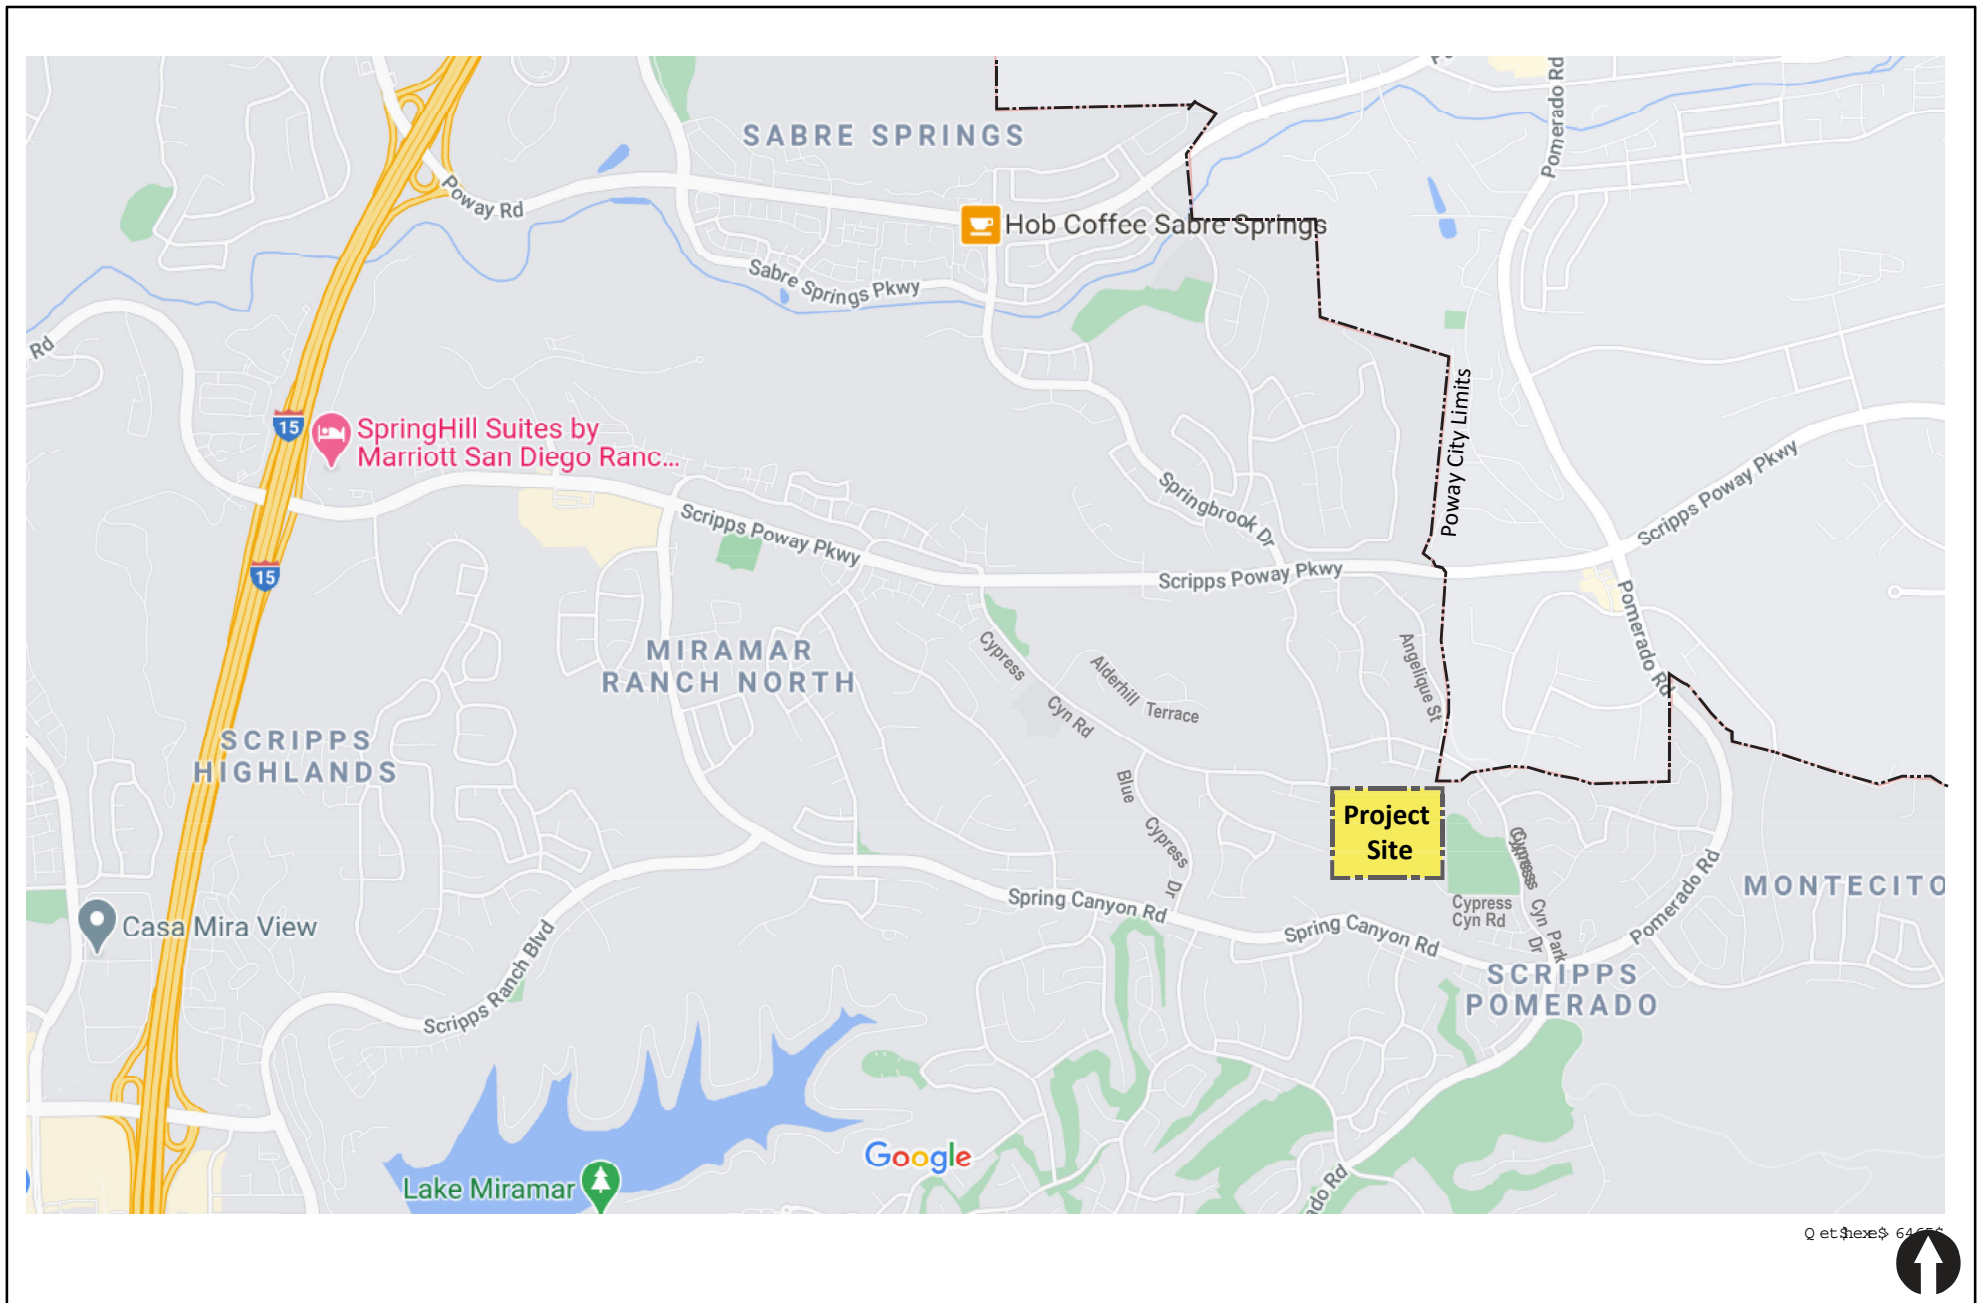 Pomerado Rd
SABRE SPRINGS
Poway Rd
Hob Coffee Sabre Springs
Sabre Springs Pkwy
Rd
Poway City Limits
15
SpringHill Suites by
Marriott San Diego Ranc...
Scripps Poway Pkwy
Springbrook Dr
Scripps Poway Pkwy
15
Scripps Poway Pkwy
Pomerado Rd
MIRAMAR
RANCH NORTH
Cypress
Cyn Rd
Alderhill
Terrace
Angelique St
SCRIPPS
HIGHLANDS
Blue
Cypress
Dr
Project
Site
Cypress
Cyn
Park
Dr
Pomerado Rd
MONTECITO
Cypress
Cyn Rd
Spring Canyon Rd
Spring Canyon Rd
Casa Mira View
Scripps Ranch Blvd
SCRIPPS
POMERADO
Google
Lake Miramar
ado Rd